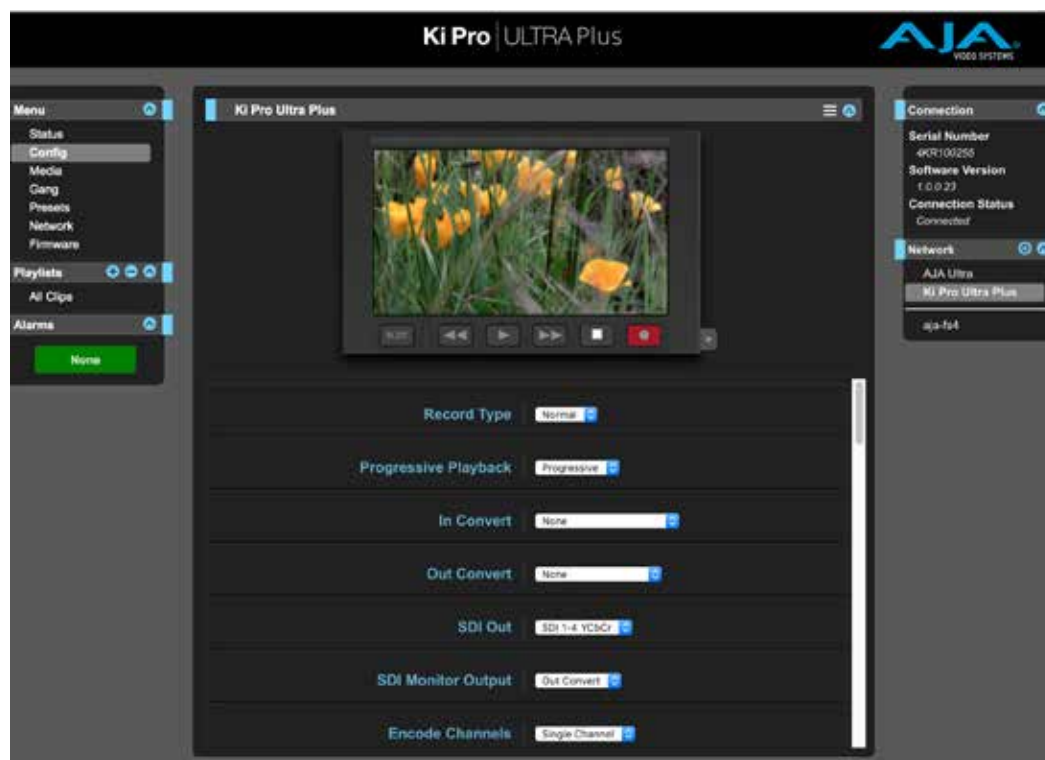 Ki Pro ULTRA Plus
AJA
VIDEO SYSTEMS
Menu
Status
Config
Media
Gang
Presets
Network
Firmware
Playlists
All Clips
Alarms
None
Ki Pro Ultra Plus
Record Type
Normal
Progressive Playback
Progressive
In Convert
None
Out Convert
None
SDI Out
SDI 1-4 YCbCr
SDI Monitor Output
Out Convert
Encode Channels
Single Channel
Connection
Serial Number
4KR100258
Software Version
1.0.0.23
Connection Status
Connected
Network
AJA Ultra
Ki Pro Ultra Plus
aja-fs4